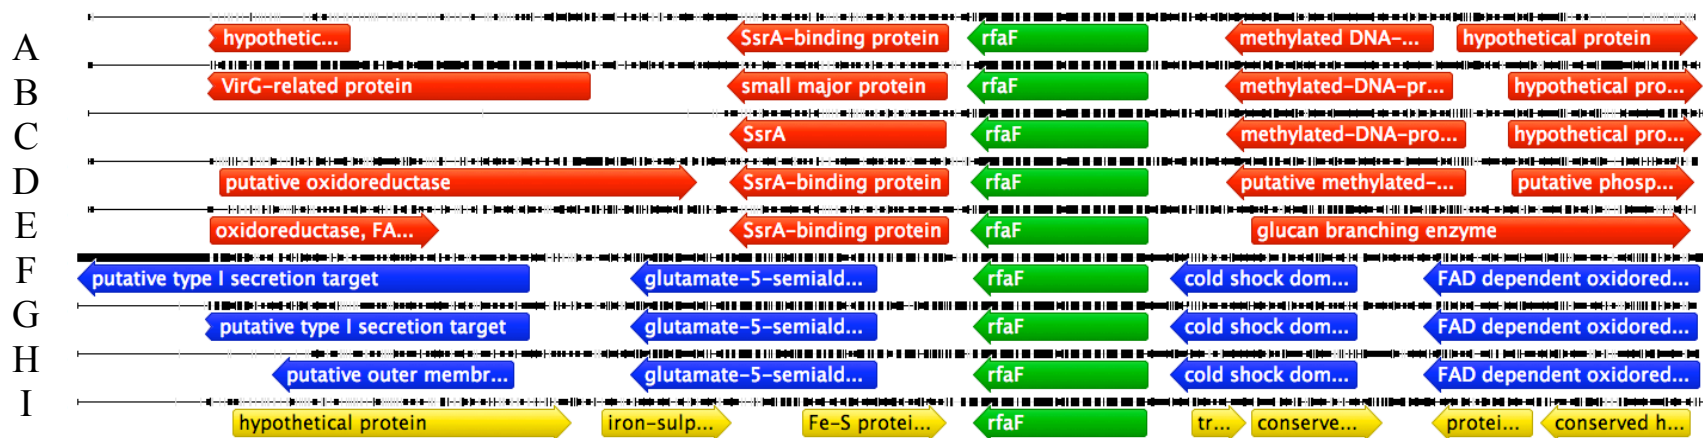 A hypothetic... SsrA-binding protein rfaF methylated DNA-... hypothetical protein
B VirG-related protein small major protein rfaF methylated-DNA-pr... hypothetical pro...
C SsrA rfaF methylated-DNA-pro... hypothetical pro...
D putative oxidoreductase SsrA-binding protein rfaF putative methylated-... putative phosp...
E oxidoreductase, FA... SsrA-binding protein rfaF glucan branching enzyme
F putative type I secretion target glutamate-5-semiald... rfaF cold shock dom... FAD dependent oxidored...
G putative type I secretion target glutamate-5-semiald... rfaF cold shock dom... FAD dependent oxidored...
H putative outer membr... glutamate-5-semiald... rfaF cold shock dom... FAD dependent oxidored...
I hypothetical protein iron-sulp... Fe-S protei... rfaF tr... conserve... protei... conserved h...